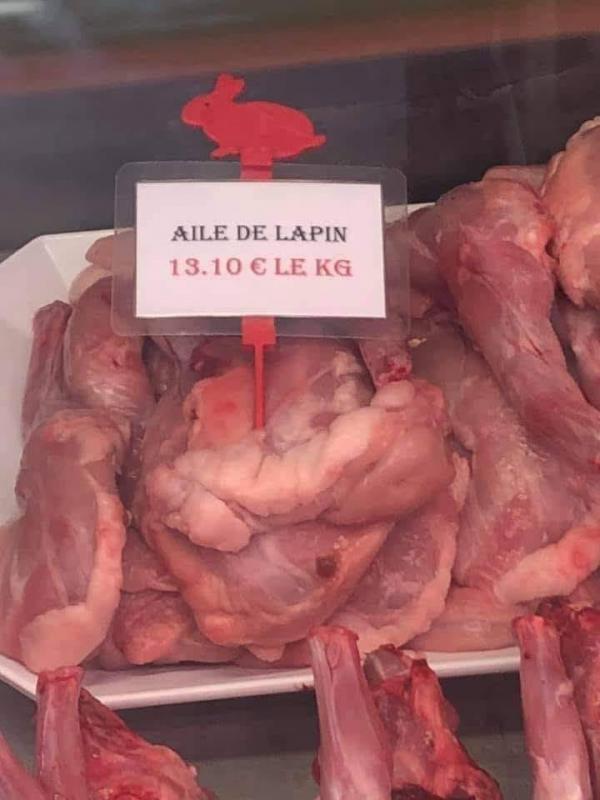 AILE DE LAPIN
13.10 € LE KG